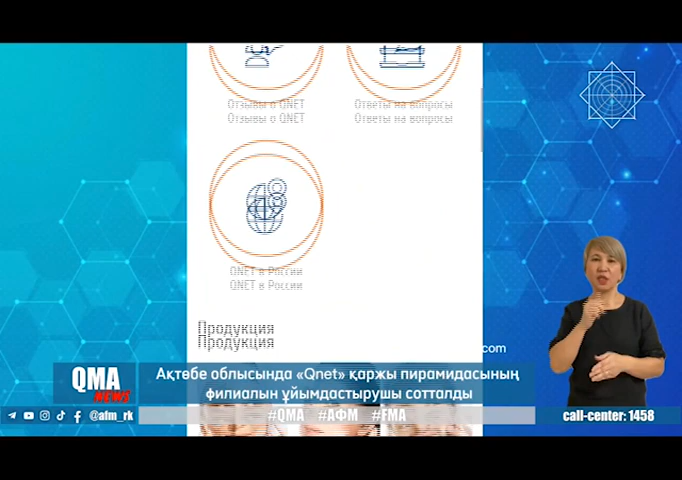 Отзывы о QNET
Отзывы о QNET
Ответы на вопросы
Ответы на вопросы
QNET в России
QNET в России
Продукция
Продукция
com
QMA
NEWS
Ақтөбе облысында «Qnet» қаржы пирамидасының
филиалын ұйымдастырушы сотталды
@afm_rk
#QMA #АФМ #FMA
call-center: 1458